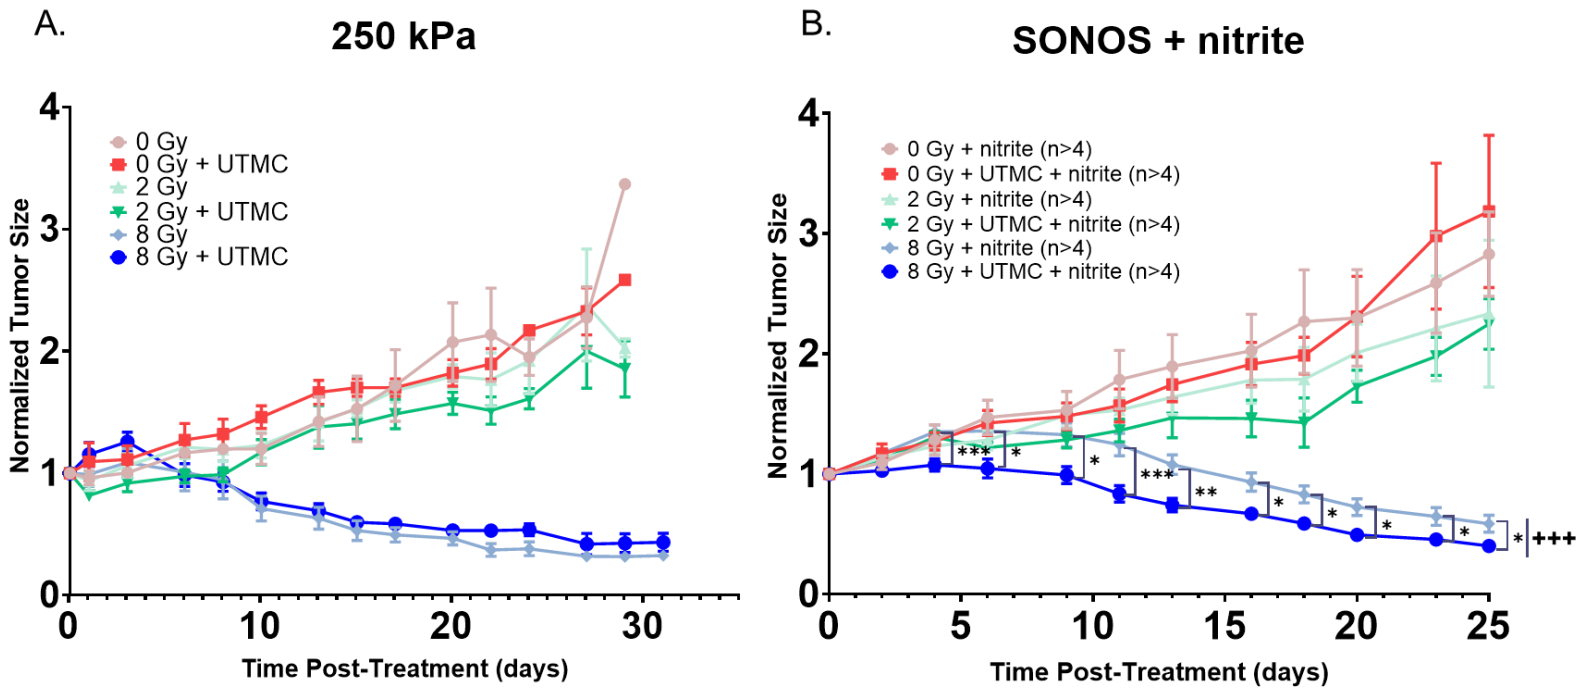 A.
250 kPa
4
3
2
1
0
0
10
20
30
Normalized Tumor Size
Time Post-Treatment (days)
0 Gy
0 Gy + UTMC
2 Gy
2 Gy + UTMC
8 Gy
8 Gy + UTMC
B.
SONOS + nitrite
4
3
2
1
0
0
5
10
15
20
25
Normalized Tumor Size
Time Post-Treatment (days)
0 Gy + nitrite (n>4)
0 Gy + UTMC + nitrite (n>4)
2 Gy + nitrite (n>4)
2 Gy + UTMC + nitrite (n>4)
8 Gy + nitrite (n>4)
8 Gy + UTMC + nitrite (n>4)
***
*
*
***
**
*
*
*
*
*
+++